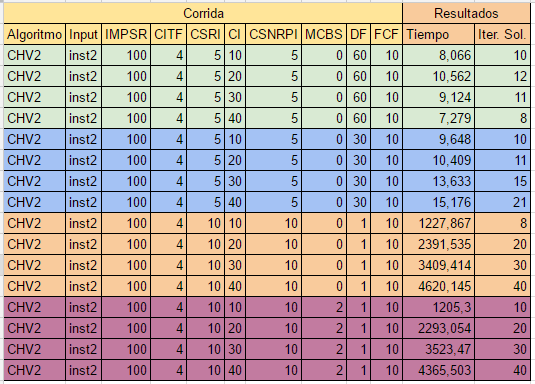 Corrida Resultados
Algoritmo Input IMPSR CITF CSRI CI CSNRPI MCBS DF FCF Tiempo Iter. Sol.
CHV2 inst2 100 4 5 10 5 0 60 10 8,066 10
CHV2 inst2 100 4 5 20 5 0 60 10 10,562 12
CHV2 inst2 100 4 5 30 5 0 60 10 9,124 11
CHV2 inst2 100 4 5 40 5 0 60 10 7,279 8
CHV2 inst2 100 4 5 10 5 0 30 10 9,648 10
CHV2 inst2 100 4 5 20 5 0 30 10 10,409 11
CHV2 inst2 100 4 5 30 5 0 30 10 13,633 15
CHV2 inst2 100 4 5 40 5 0 30 10 15,176 21
CHV2 inst2 100 4 10 10 10 0 1 10 1227,867 8
CHV2 inst2 100 4 10 20 10 0 1 10 2391,535 20
CHV2 inst2 100 4 10 30 10 0 1 10 3409,414 30
CHV2 inst2 100 4 10 40 10 0 1 10 4620,145 40
CHV2 inst2 100 4 10 10 10 2 1 10 1205,3 10
CHV2 inst2 100 4 10 20 10 2 1 10 2293,054 20
CHV2 inst2 100 4 10 30 10 2 1 10 3523,47 30
CHV2 inst2 100 4 10 40 10 2 1 10 4365,503 40